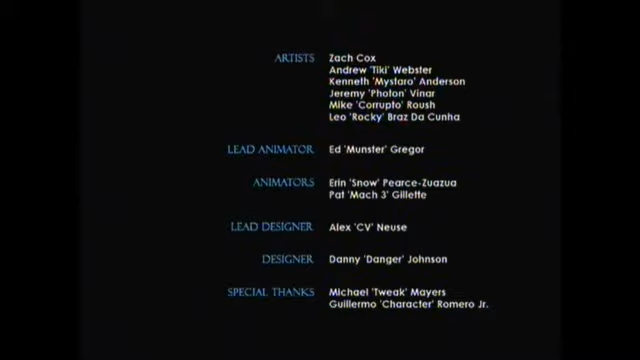 ARTISTS Zach Cox
Andrew 'Tiki' Webster
Kenneth 'Mystaro' Anderson
Jeremy 'Photon' Vinar
Mike 'Corrupto' Roush
Leo 'Rocky' Braz Da Cunha
LEAD ANIMATOR Ed 'Munster' Gregor
ANIMATORS Erin 'Snow' Pearce-Zuazua
Pat 'Mach 3' Gillette
LEAD DESIGNER Alex 'CV' Neuse
DESIGNER Danny 'Danger' Johnson
SPECIAL THANKS Michael 'Tweak' Mayers
Guillermo 'Character' Romero Jr.